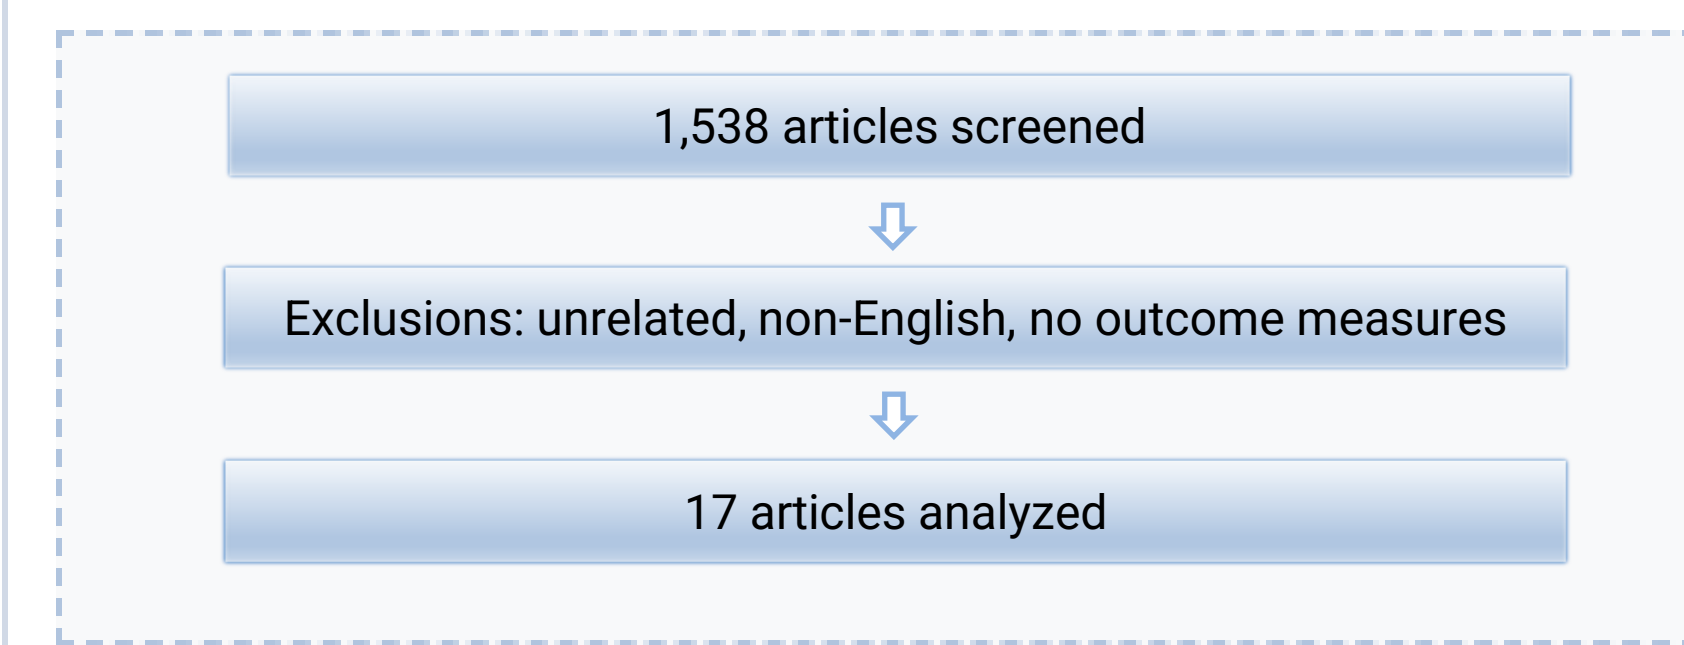 1,538 articles screened
Exclusions: unrelated, non-English, no outcome measures
17 articles analyzed